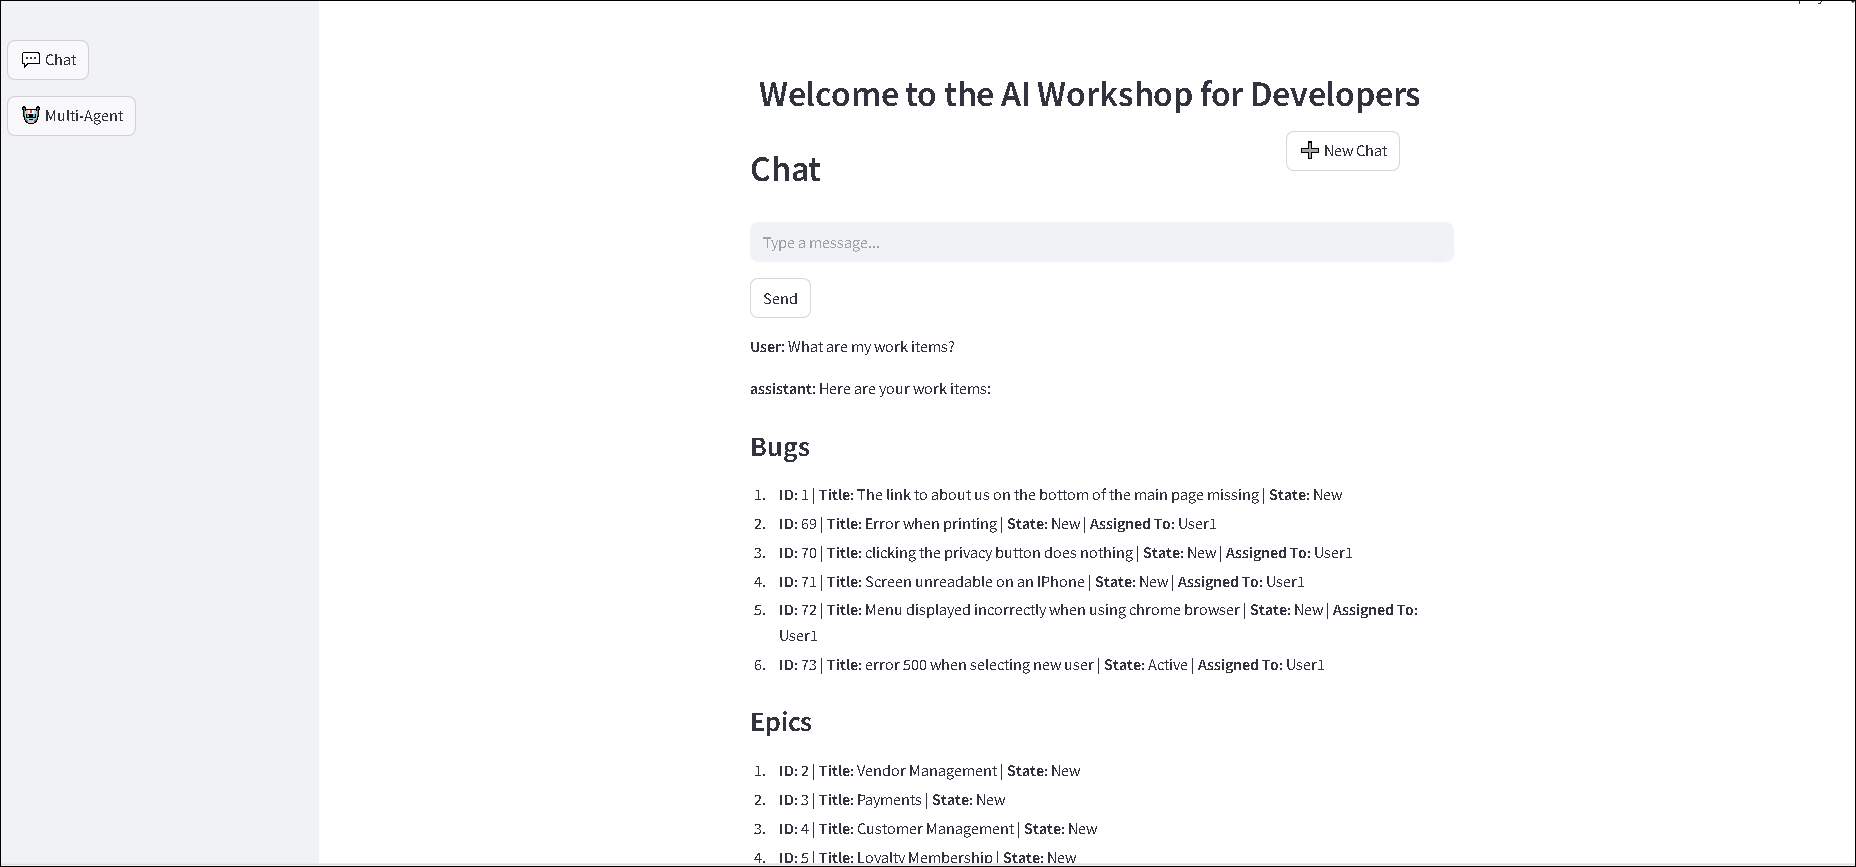 Chat
Multi-Agent
Welcome to the AI Workshop for Developers
New Chat
Chat
Type a message...
Send
User: What are my work items?
assistant: Here are your work items:
Bugs
1. ID: 1 | Title: The link to about us on the bottom of the main page missing | State: New
2. ID: 69 | Title: Error when printing | State: New | Assigned To: User1
3. ID: 70 | Title: clicking the privacy button does nothing | State: New | Assigned To: User1
4. ID: 71 | Title: Screen unreadable on an IPhone | State: New | Assigned To: User1
5. ID: 72 | Title: Menu displayed incorrectly when using chrome browser | State: New | Assigned To:
User1
6. ID: 73 | Title: error 500 when selecting new user | State: Active | Assigned To: User1
Epics
1. ID: 2 | Title: Vendor Management | State: New
2. ID: 3 | Title: Payments | State: New
3. ID: 4 | Title: Customer Management | State: New
4. ID: 5 | Title: Loyalty Membership | State: New